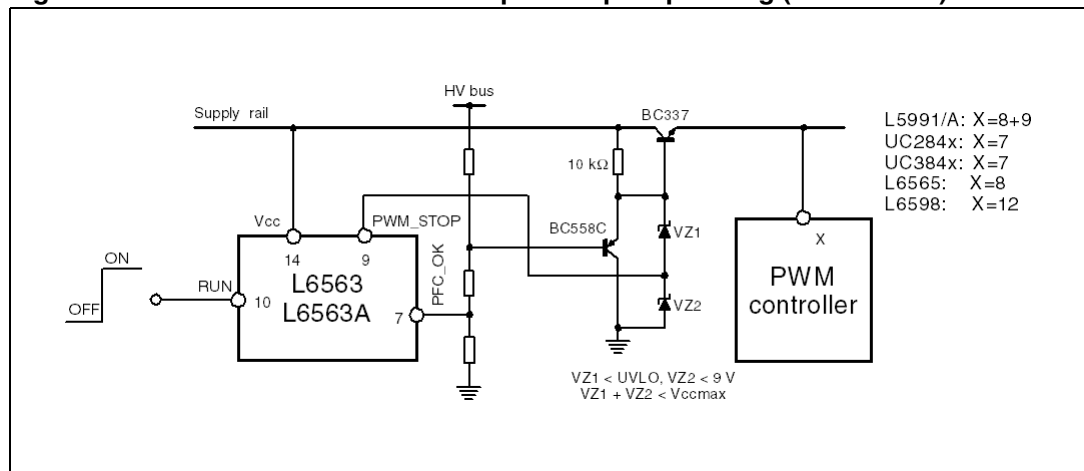 HV bus
Supply rail
BC337
L5991/A: X=8+9
UC284x: X=7
UC384x: X=7
L6565: X=8
L6598: X=12
10 kΩ
Vcc
PWM_STOP
BC558C
VZ1
X
14
9
PFC_OK
ON
OFF
RUN
10
L6563
L6563A
7
VZ2
PWM
controller
VZ1 < UVLO, VZ2 < 9 V
VZ1 + VZ2 < Vccmax